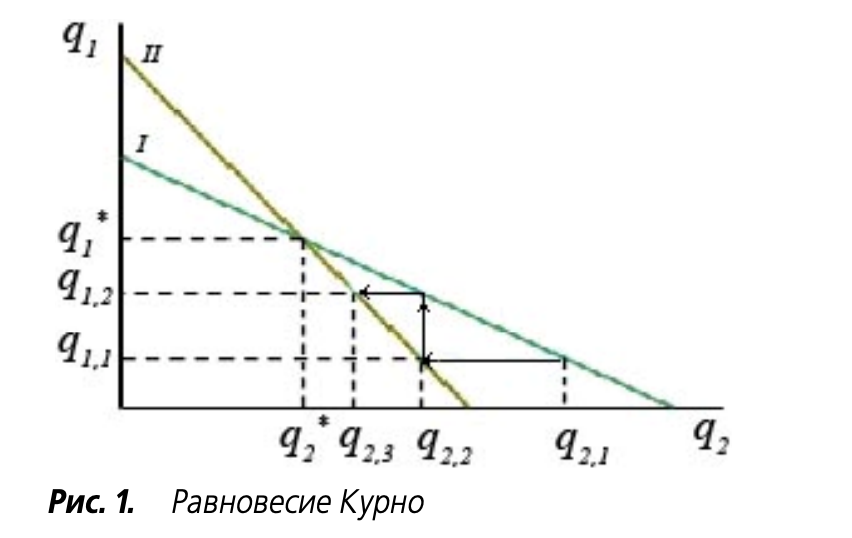 q₁
II
I
q₁*
q₁,₂
q₁,₁
q₂* q₂,₃ q₂,₂ q₂,₁ q₂
Рис. 1. Равновесие Курно